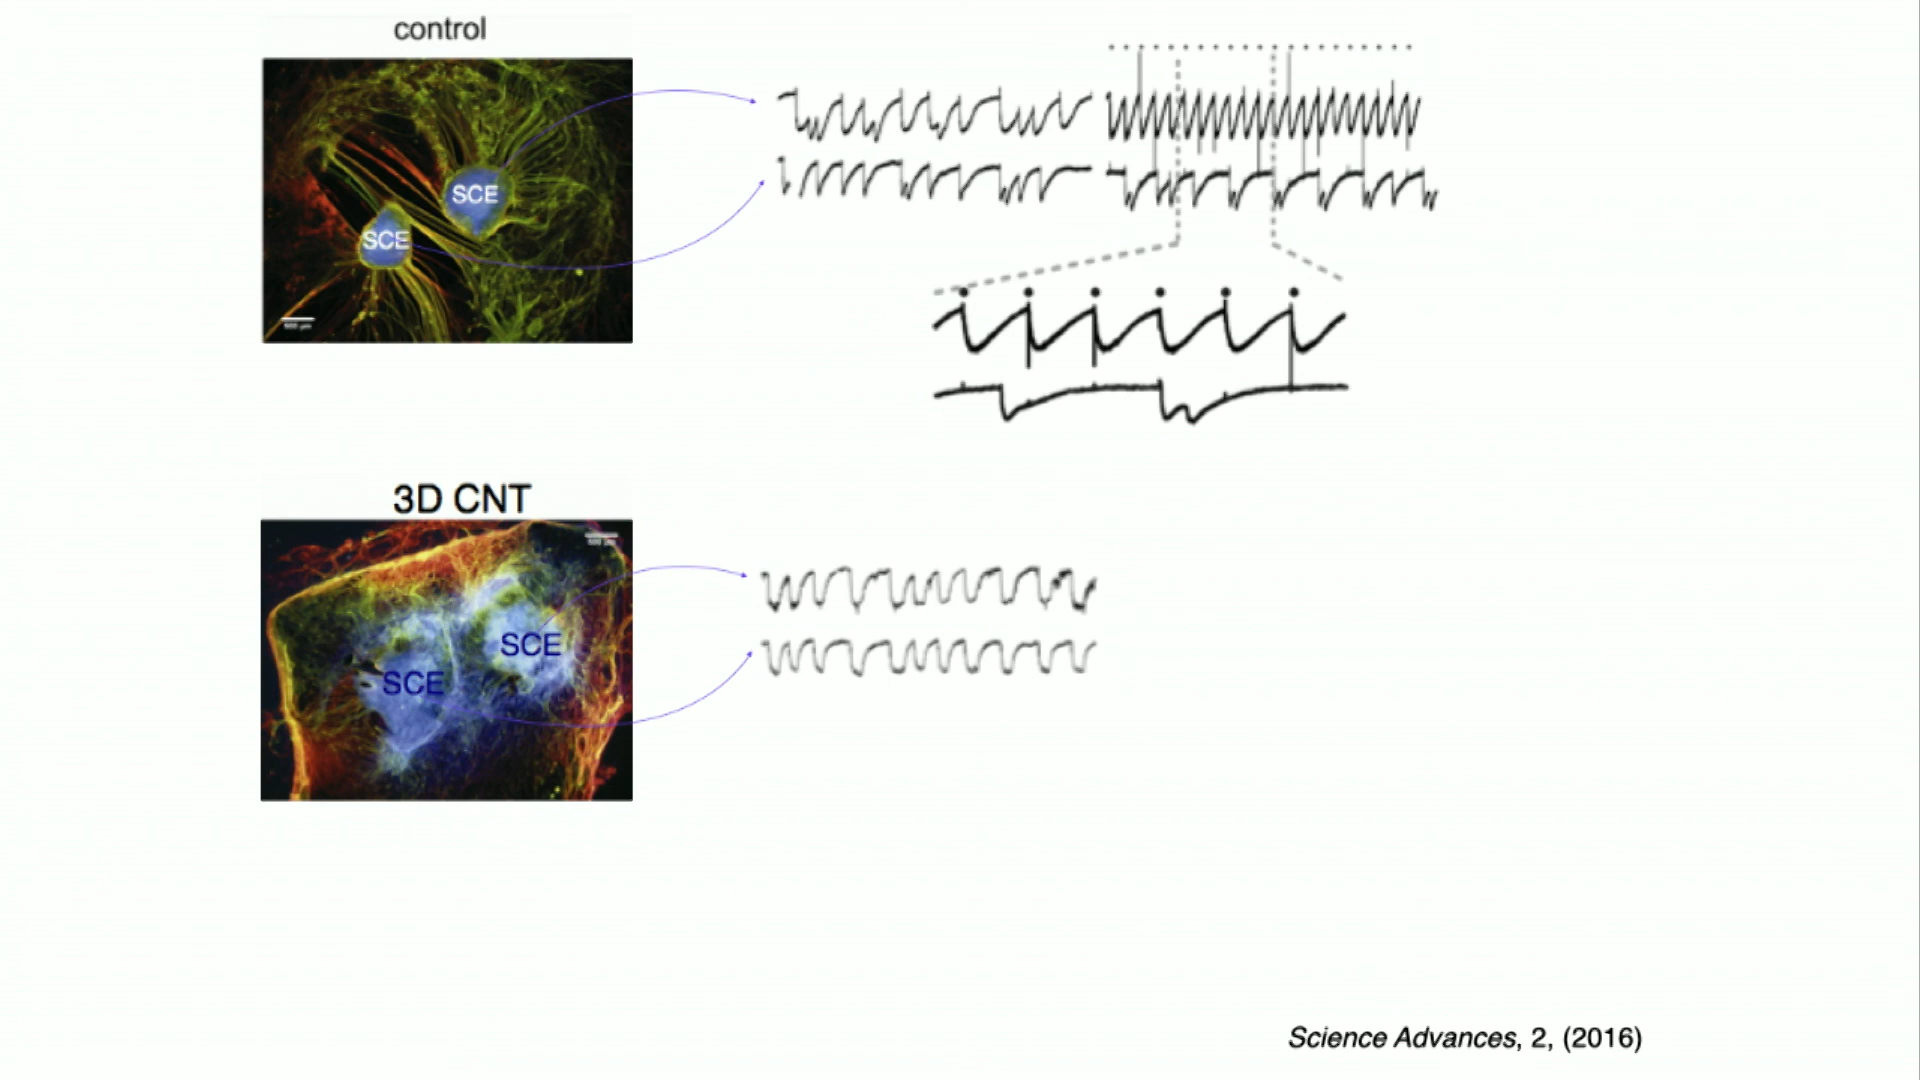 control
SCE
SCE
3D CNT
SCE
SCE
Science Advances, 2, (2016)